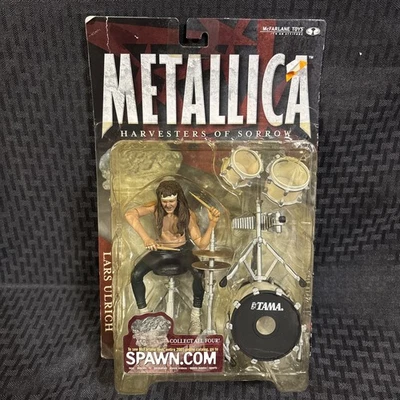 McFARLANE TOYS
METALLICA
HARVESTERS OF SORROW
LARS ULRICH
TAMA
COLLECT ALL FOUR!
SPAWN.COM